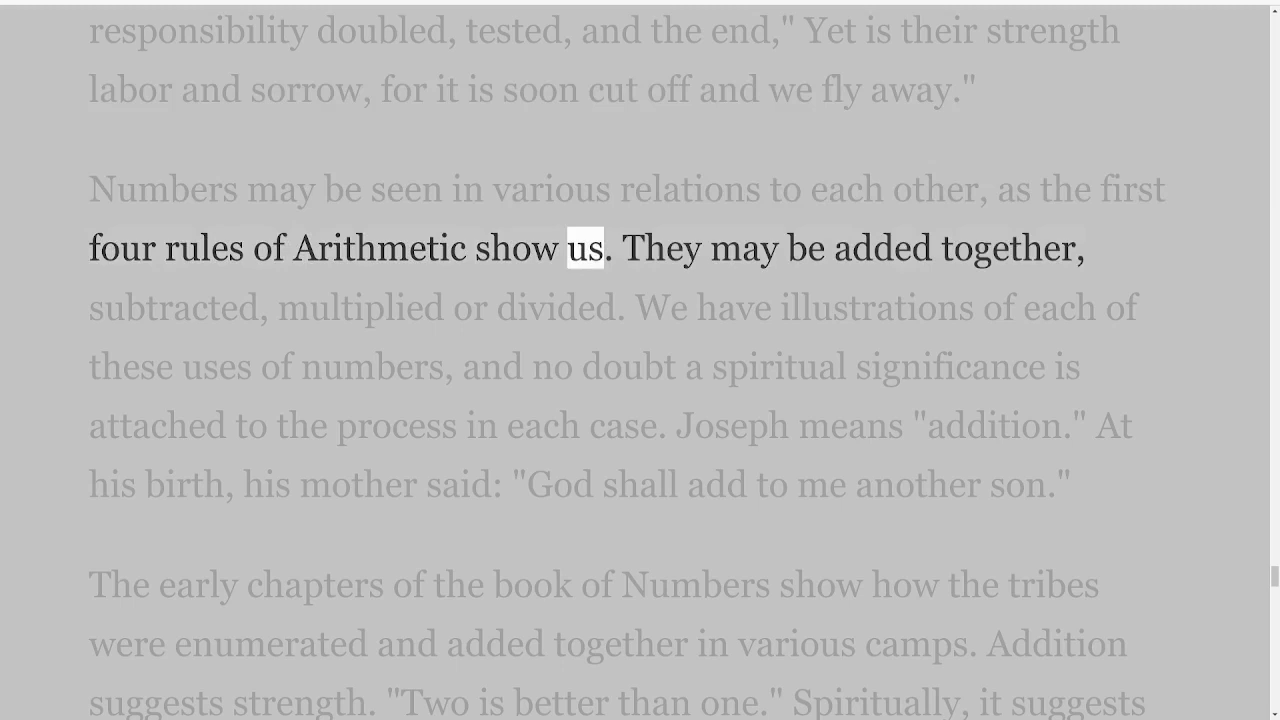 responsibility doubled, tested, and the end," Yet is their strength
labor and sorrow, for it is soon cut off and we fly away."
Numbers may be seen in various relations to each other, as the first
four rules of Arithmetic show us. They may be added together,
subtracted, multiplied or divided. We have illustrations of each of
these uses of numbers, and no doubt a spiritual significance is
attached to the process in each case. Joseph means "addition." At
his birth, his mother said: "God shall add to me another son."
The early chapters of the book of Numbers show how the tribes
were enumerated and added together in various camps. Addition
suggests strength. "Two is better than one." Spiritually, it suggests